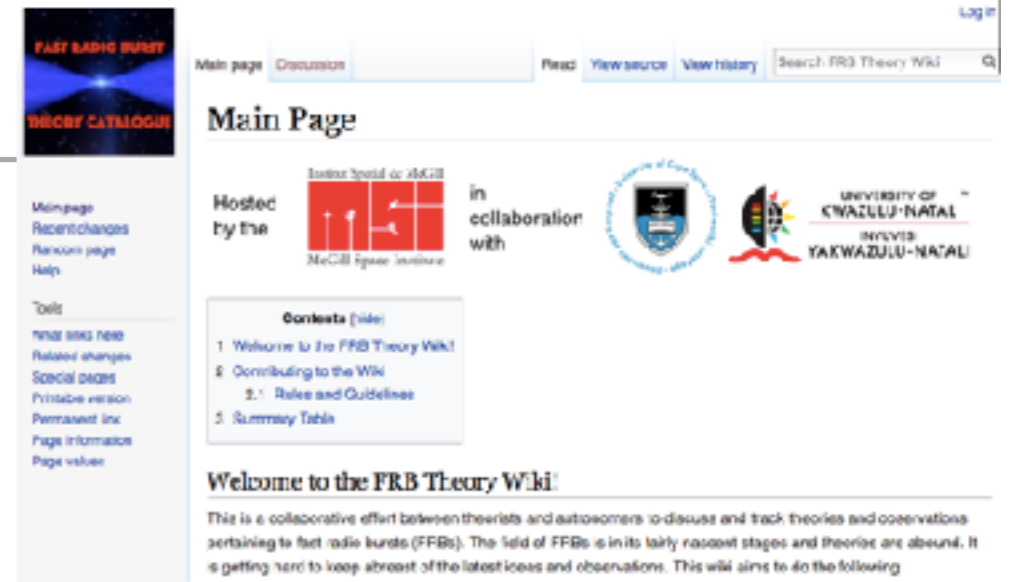 Log in
FAST RADIO BURST
THEORY CATALOGUE
Main page Discussion Read View source View history Search FRB Theory Wiki
Main Page
Hosted by the
Institut Spatial de McGill
msi
McGill Space Institute
in collaboration with
UNIVERSITY OF
KWAZULU-NATAL
INYUVESI
YAKWAZULU-NATALI
Main page
Recent changes
Random page
Help
Tools
What links here
Related changes
Special pages
Printable version
Permanent link
Page information
Page values
Contents [hide]
1 Welcome to the FRB Theory Wiki!
2 Contributing to the Wiki
2.1 Rules and Guidelines
3 Summary Table
Welcome to the FRB Theory Wiki!
This is a collaborative effort between theorists and astronomers to discuss and track theories and observations
pertaining to fast radio bursts (FRBs). The field of FRBs is in its fairly nascent stages and theories are abound. It
is getting hard to keep abreast of the latest ideas and observations. This wiki aims to do the following